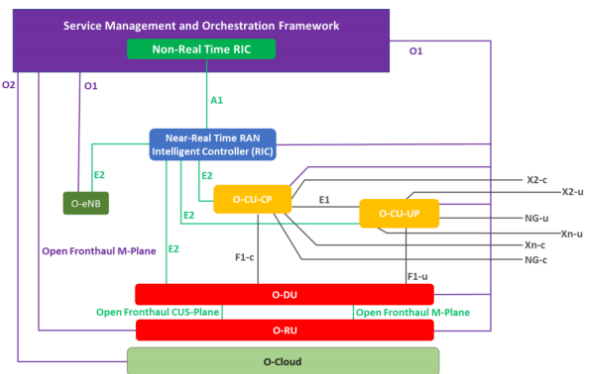 Service Management and Orchestration Framework
Non-Real Time RIC
O1
O2
O1
A1
Near-Real Time RAN
Intelligent Controller (RIC)
E2
E2
X2-c
X2-u
O-eNB
O-CU-CP
E1
O-CU-UP
E2
NG-u
Xn-u
Open Fronthaul M-Plane
E2
F1-c
Xn-c
NG-c
F1-u
O-DU
Open Fronthaul CUS-Plane
Open Fronthaul M-Plane
O-RU
O-Cloud